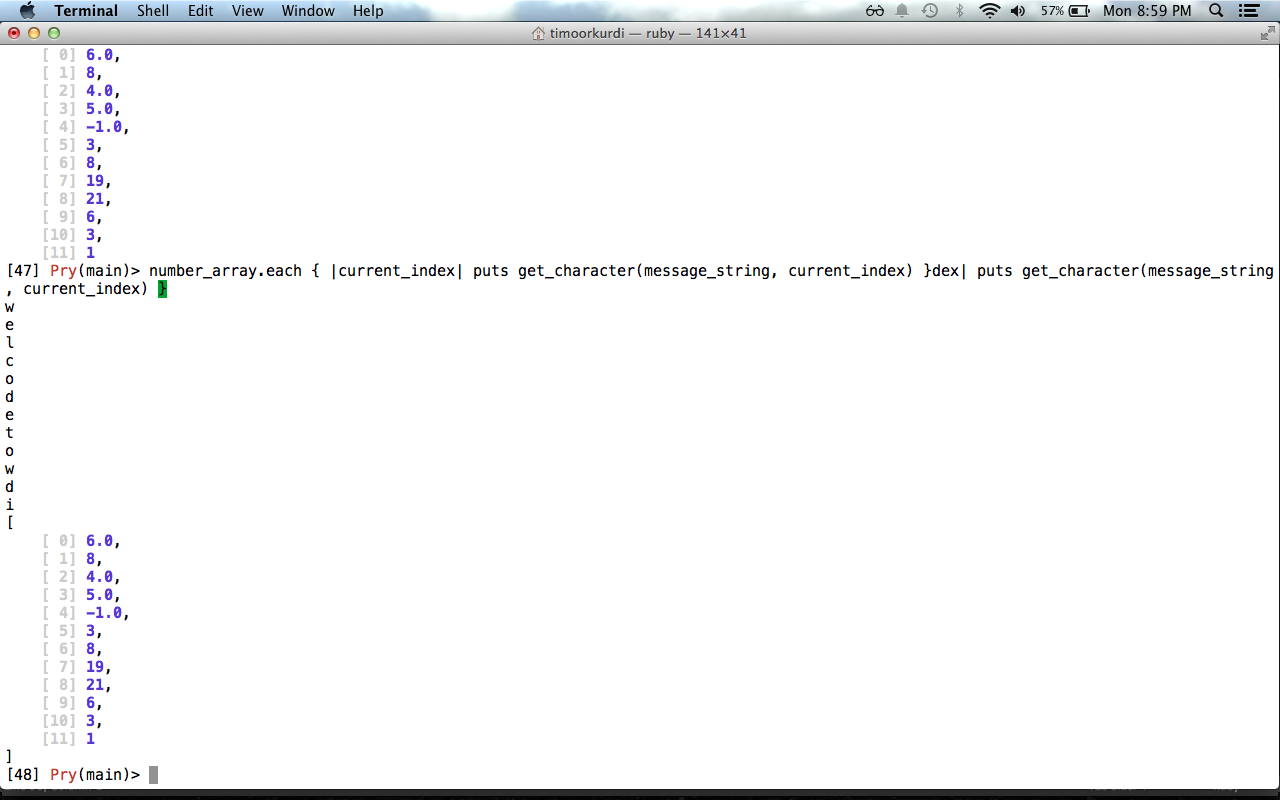 Terminal Shell Edit View Window Help 57% Mon 8:59 PM
timoorkurdi — ruby — 141×41
[ 0] 6.0,
[ 1] 8,
[ 2] 4.0,
[ 3] 5.0,
[ 4] -1.0,
[ 5] 3,
[ 6] 8,
[ 7] 19,
[ 8] 21,
[ 9] 6,
[10] 3,
[11] 1
[47] Pry(main)> number_array.each { |current_index| puts get_character(message_string, current_index) }dex| puts get_character(message_string
, current_index) }
w
e
l
c
o
d
e
t
o
w
d
i
[
[ 0] 6.0,
[ 1] 8,
[ 2] 4.0,
[ 3] 5.0,
[ 4] -1.0,
[ 5] 3,
[ 6] 8,
[ 7] 19,
[ 8] 21,
[ 9] 6,
[10] 3,
[11] 1
]
[48] Pry(main)>